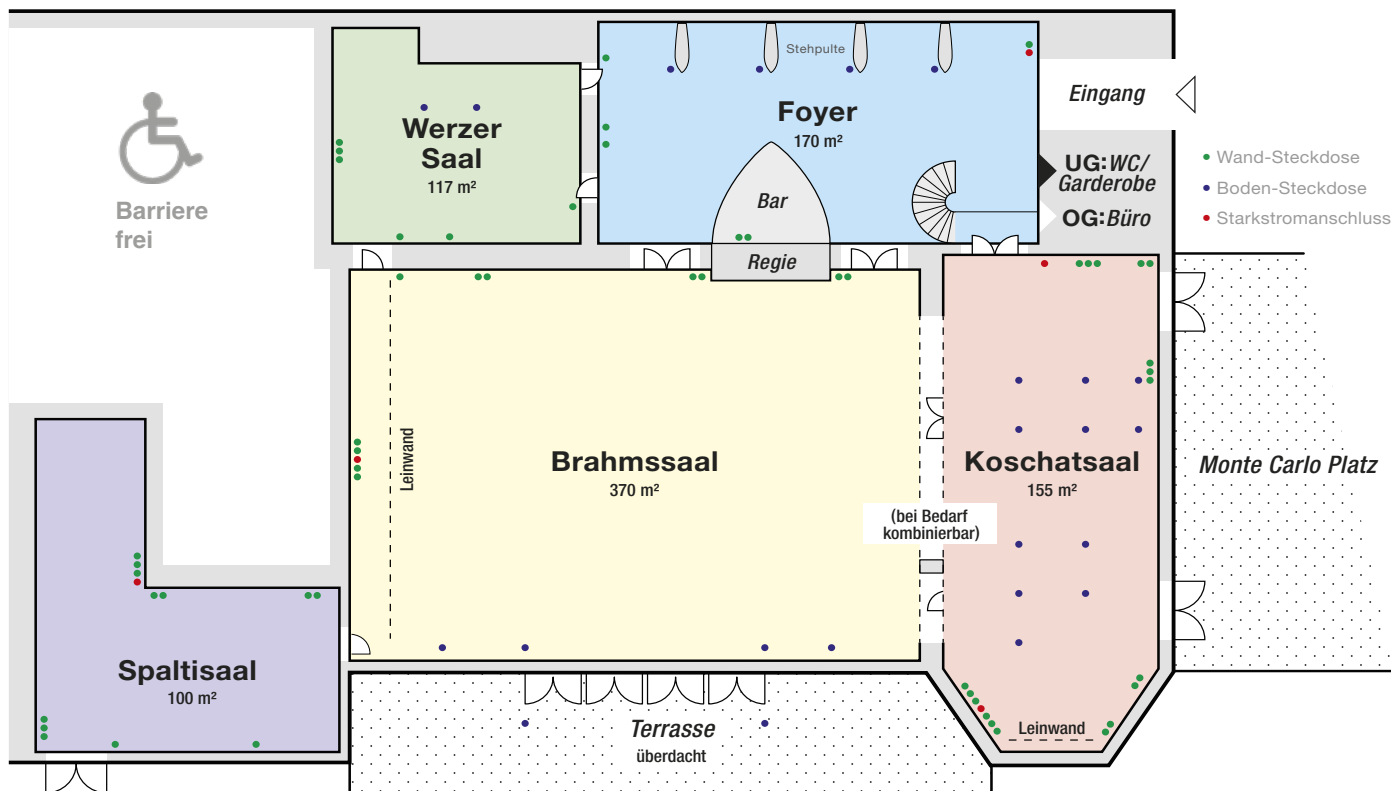 Stehpulte
Foyer
170 m²
Eingang
Werzer
Saal
117 m²
UG: WC/
Garderobe
OG: Büro
Wand-Steckdose
Boden-Steckdose
Starkstromanschluss
Barriere
frei
Bar
Regie
Leinwand
Brahmssaal
370 m²
Koschatsaal
155 m²
Monte Carlo Platz
(bei Bedarf
kombinierbar)
Spaltisaal
100 m²
Terrasse
überdacht
Leinwand